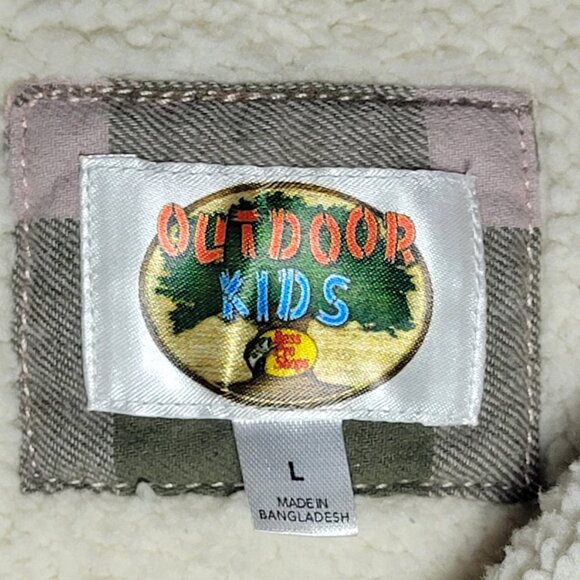 OUTDOOR
KIDS
Bass
Pro
Shops
L
MADE IN
BANGLADESH